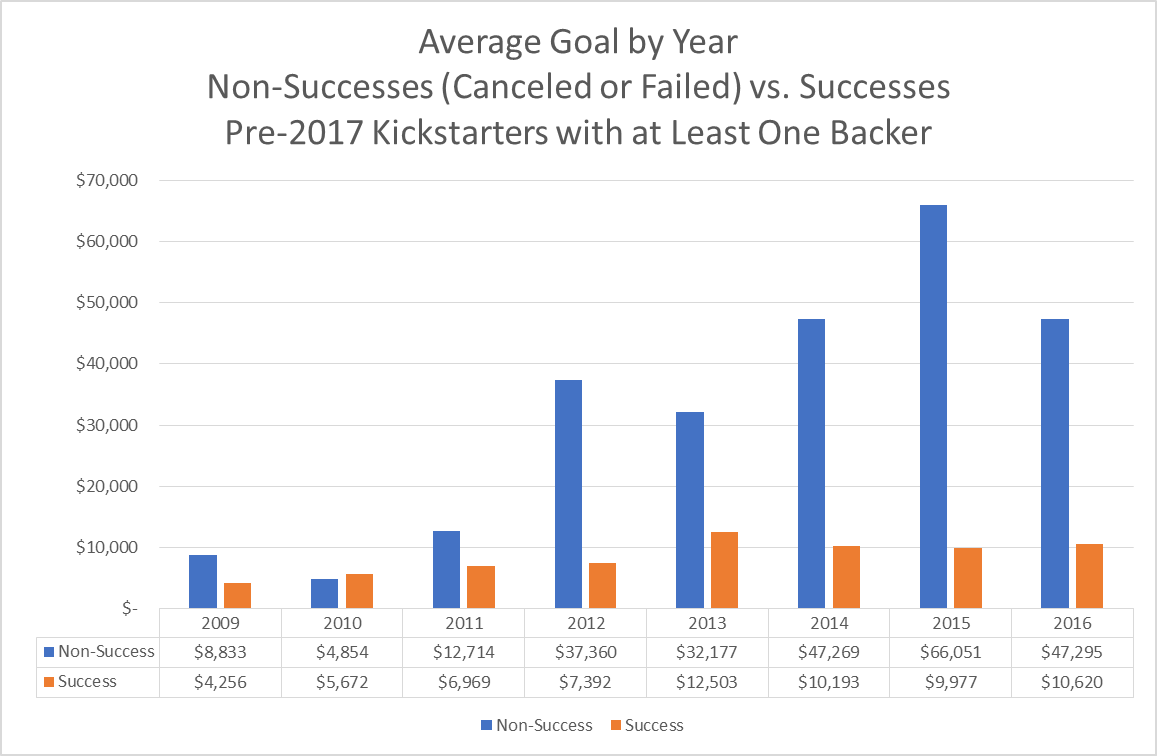 Average Goal by Year
Non-Successes (Canceled or Failed) vs. Successes
Pre-2017 Kickstarters with at Least One Backer
$70,000
$60,000
$50,000
$40,000
$30,000
$20,000
$10,000
$-
2009 2010 2011 2012 2013 2014 2015 2016
Non-Success $8,833 $4,854 $12,714 $37,360 $32,177 $47,269 $66,051 $47,295
Success $4,256 $5,672 $6,969 $7,392 $12,503 $10,193 $9,977 $10,620
Non-Success Success